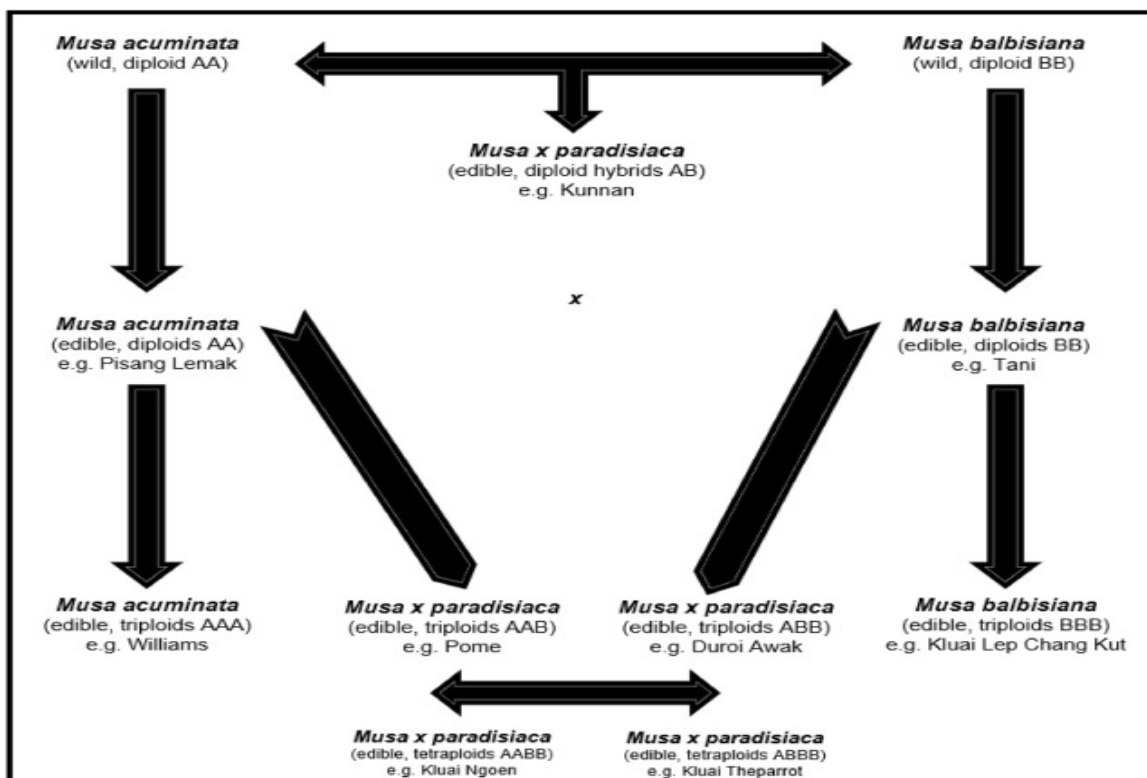 Musa acuminata
(wild, diploid AA)
Musa balbisiana
(wild, diploid BB)
Musa x paradisiaca
(edible, diploid hybrids AB)
e.g. Kunnan
x
Musa acuminata
(edible, diploids AA)
e.g. Pisang Lemak
Musa balbisiana
(edible, diploids BB)
e.g. Tani
Musa acuminata
(edible, triploids AAA)
e.g. Williams
Musa x paradisiaca
(edible, triploids AAB)
e.g. Pome
Musa x paradisiaca
(edible, triploids ABB)
e.g. Duroi Awak
Musa balbisiana
(edible, triploids BBB)
e.g. Kluai Lep Chang Kut
Musa x paradisiaca
(edible, tetraploids AABB)
e.g. Kluai Ngoen
Musa x paradisiaca
(edible, tetraploids ABBB)
e.g. Kluai Theparrot